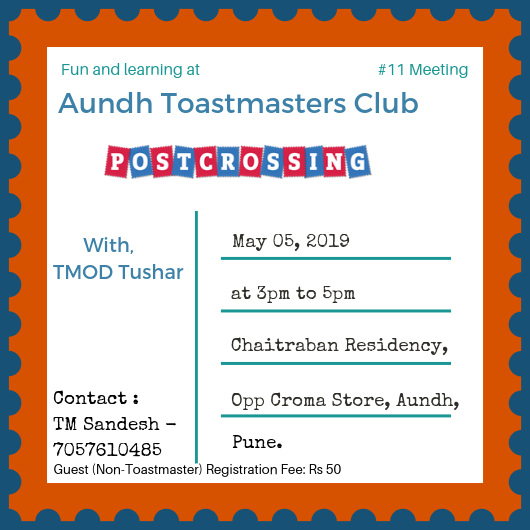 Fun and learning at
#11 Meeting
Aundh Toastmasters Club
POSTCROSSING
With,
TMOD Tushar
May 05, 2019
at 3pm to 5pm
Chaitraban Residency,
Opp Croma Store, Aundh,
Pune.
Contact :
TM Sandesh -
7057610485
Guest (Non-Toastmaster) Registration Fee: Rs 50